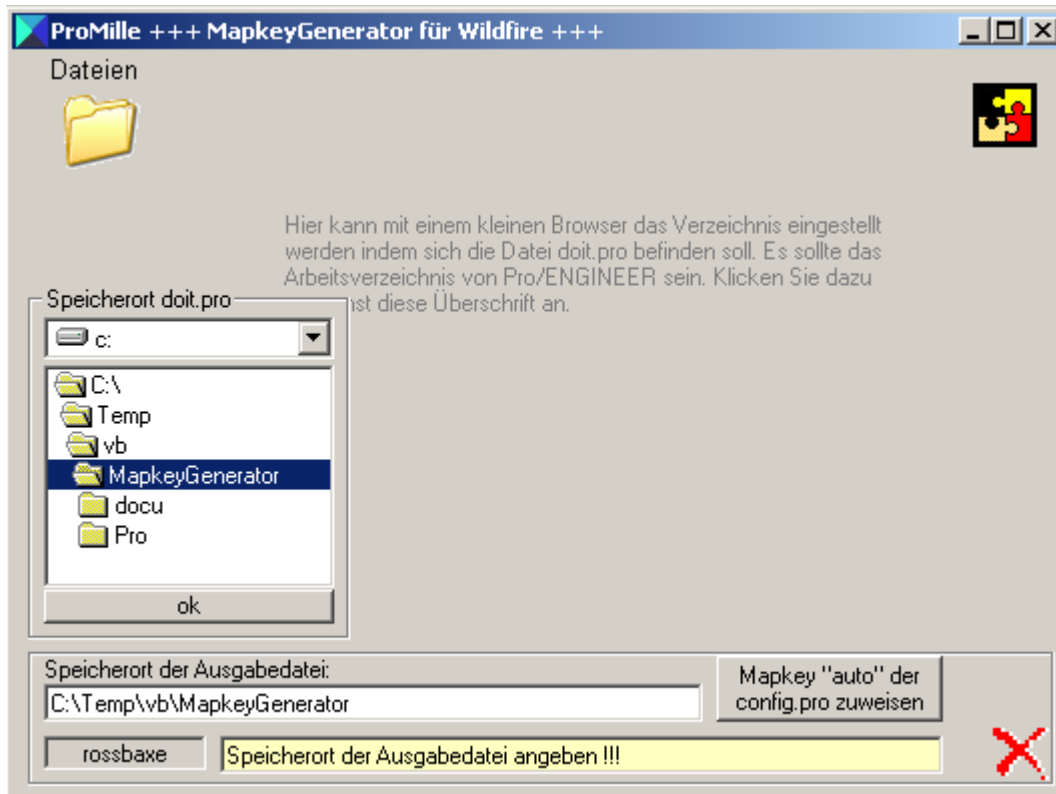 ProMille +++ MapkeyGenerator für Wildfire +++
Dateien
Hier kann mit einem kleinen Browser das Verzeichnis eingestellt
werden indem sich die Datei doit.pro befinden soll. Es sollte das
Arbeitsverzeichnis von Pro/ENGINEER sein. Klicken Sie dazu
diese Überschrift an.
Speicherort doit.pro
c:
C:\
Temp
vb
MapkeyGenerator
docu
Pro
ok
Speicherort der Ausgabedatei:
C:\Temp\vb\MapkeyGenerator
Mapkey "auto" der
config.pro zuweisen
rossbaxe
Speicherort der Ausgabedatei angeben !!!